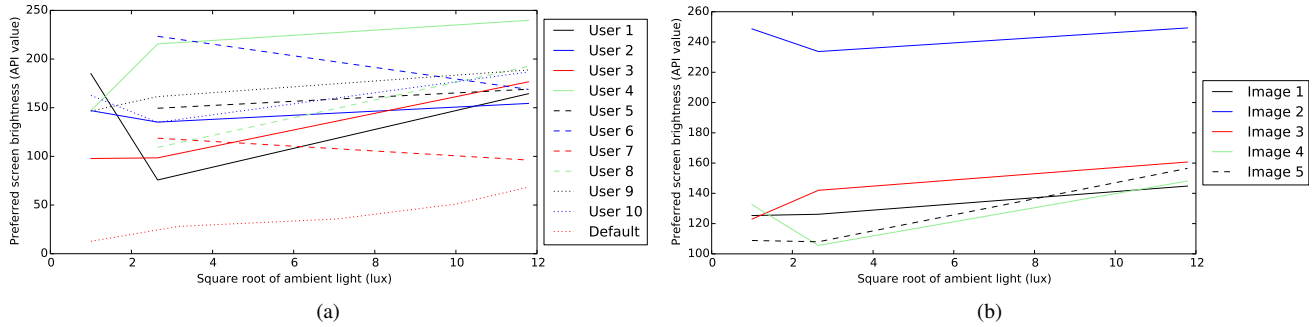 250
200
150
100
50
0
Preferred screen brightness (API value)
0 2 4 6 8 10 12
Square root of ambient light (lux)
User 1
User 2
User 3
User 4
User 5
User 6
User 7
User 8
User 9
User 10
Default
(a)
260
240
220
200
180
160
140
120
100
Preferred screen brightness (API value)
0 2 4 6 8 10 12
Square root of ambient light (lux)
Image 1
Image 2
Image 3
Image 4
Image 5
(b)